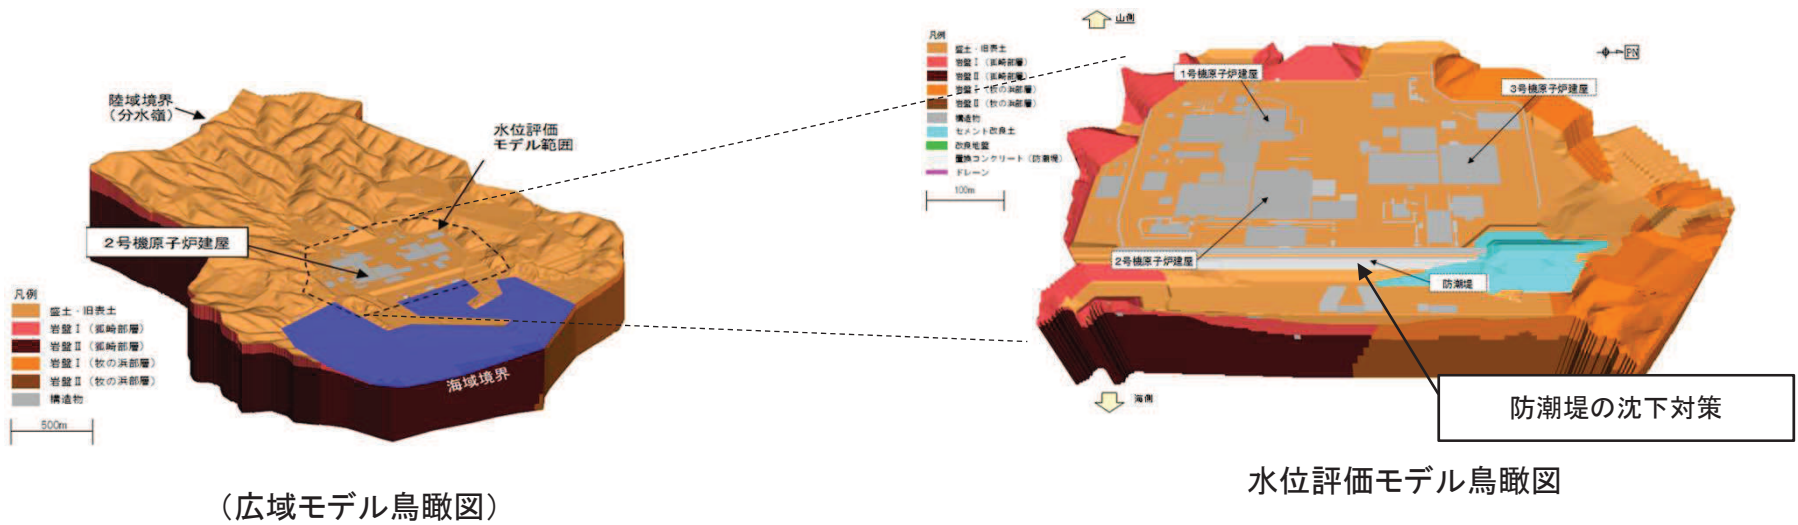 陸域境界
（分水嶺）
水位評価
モデル範囲
2号機原子炉建屋
凡例
盛土・旧表土
岩盤Ⅰ（狐崎部層）
岩盤Ⅱ（狐崎部層）
岩盤Ⅰ（牧の浜部層）
岩盤Ⅱ（牧の浜部層）
構造物
500m
海域境界
（広域モデル鳥瞰図）
山側
凡例
盛土・旧表土
岩盤Ⅰ（狐崎部層）
岩盤Ⅱ（狐崎部層）
岩盤Ⅰ（牧の浜部層）
岩盤Ⅱ（牧の浜部層）
構造物
セメント改良土
改良地盤
置換コンクリート（防潮堤）
ドレーン
100m
PN
1号機原子炉建屋
3号機原子炉建屋
2号機原子炉建屋
防潮堤
海側
防潮堤の沈下対策
水位評価モデル鳥瞰図